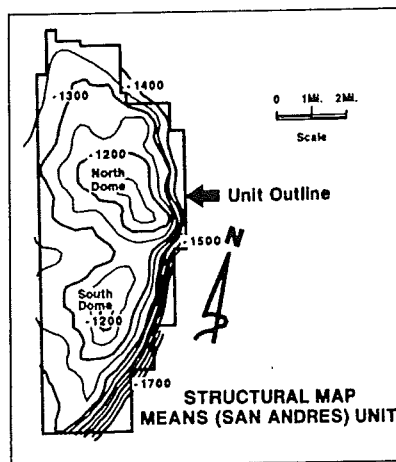 -1400
-1300
0 1Mi. 2Mi.
Scale
-1200
North
Dome
Unit Outline
N
-1500
South
Dome
-1200
-1700
STRUCTURAL MAP
MEANS (SAN ANDRES) UNIT